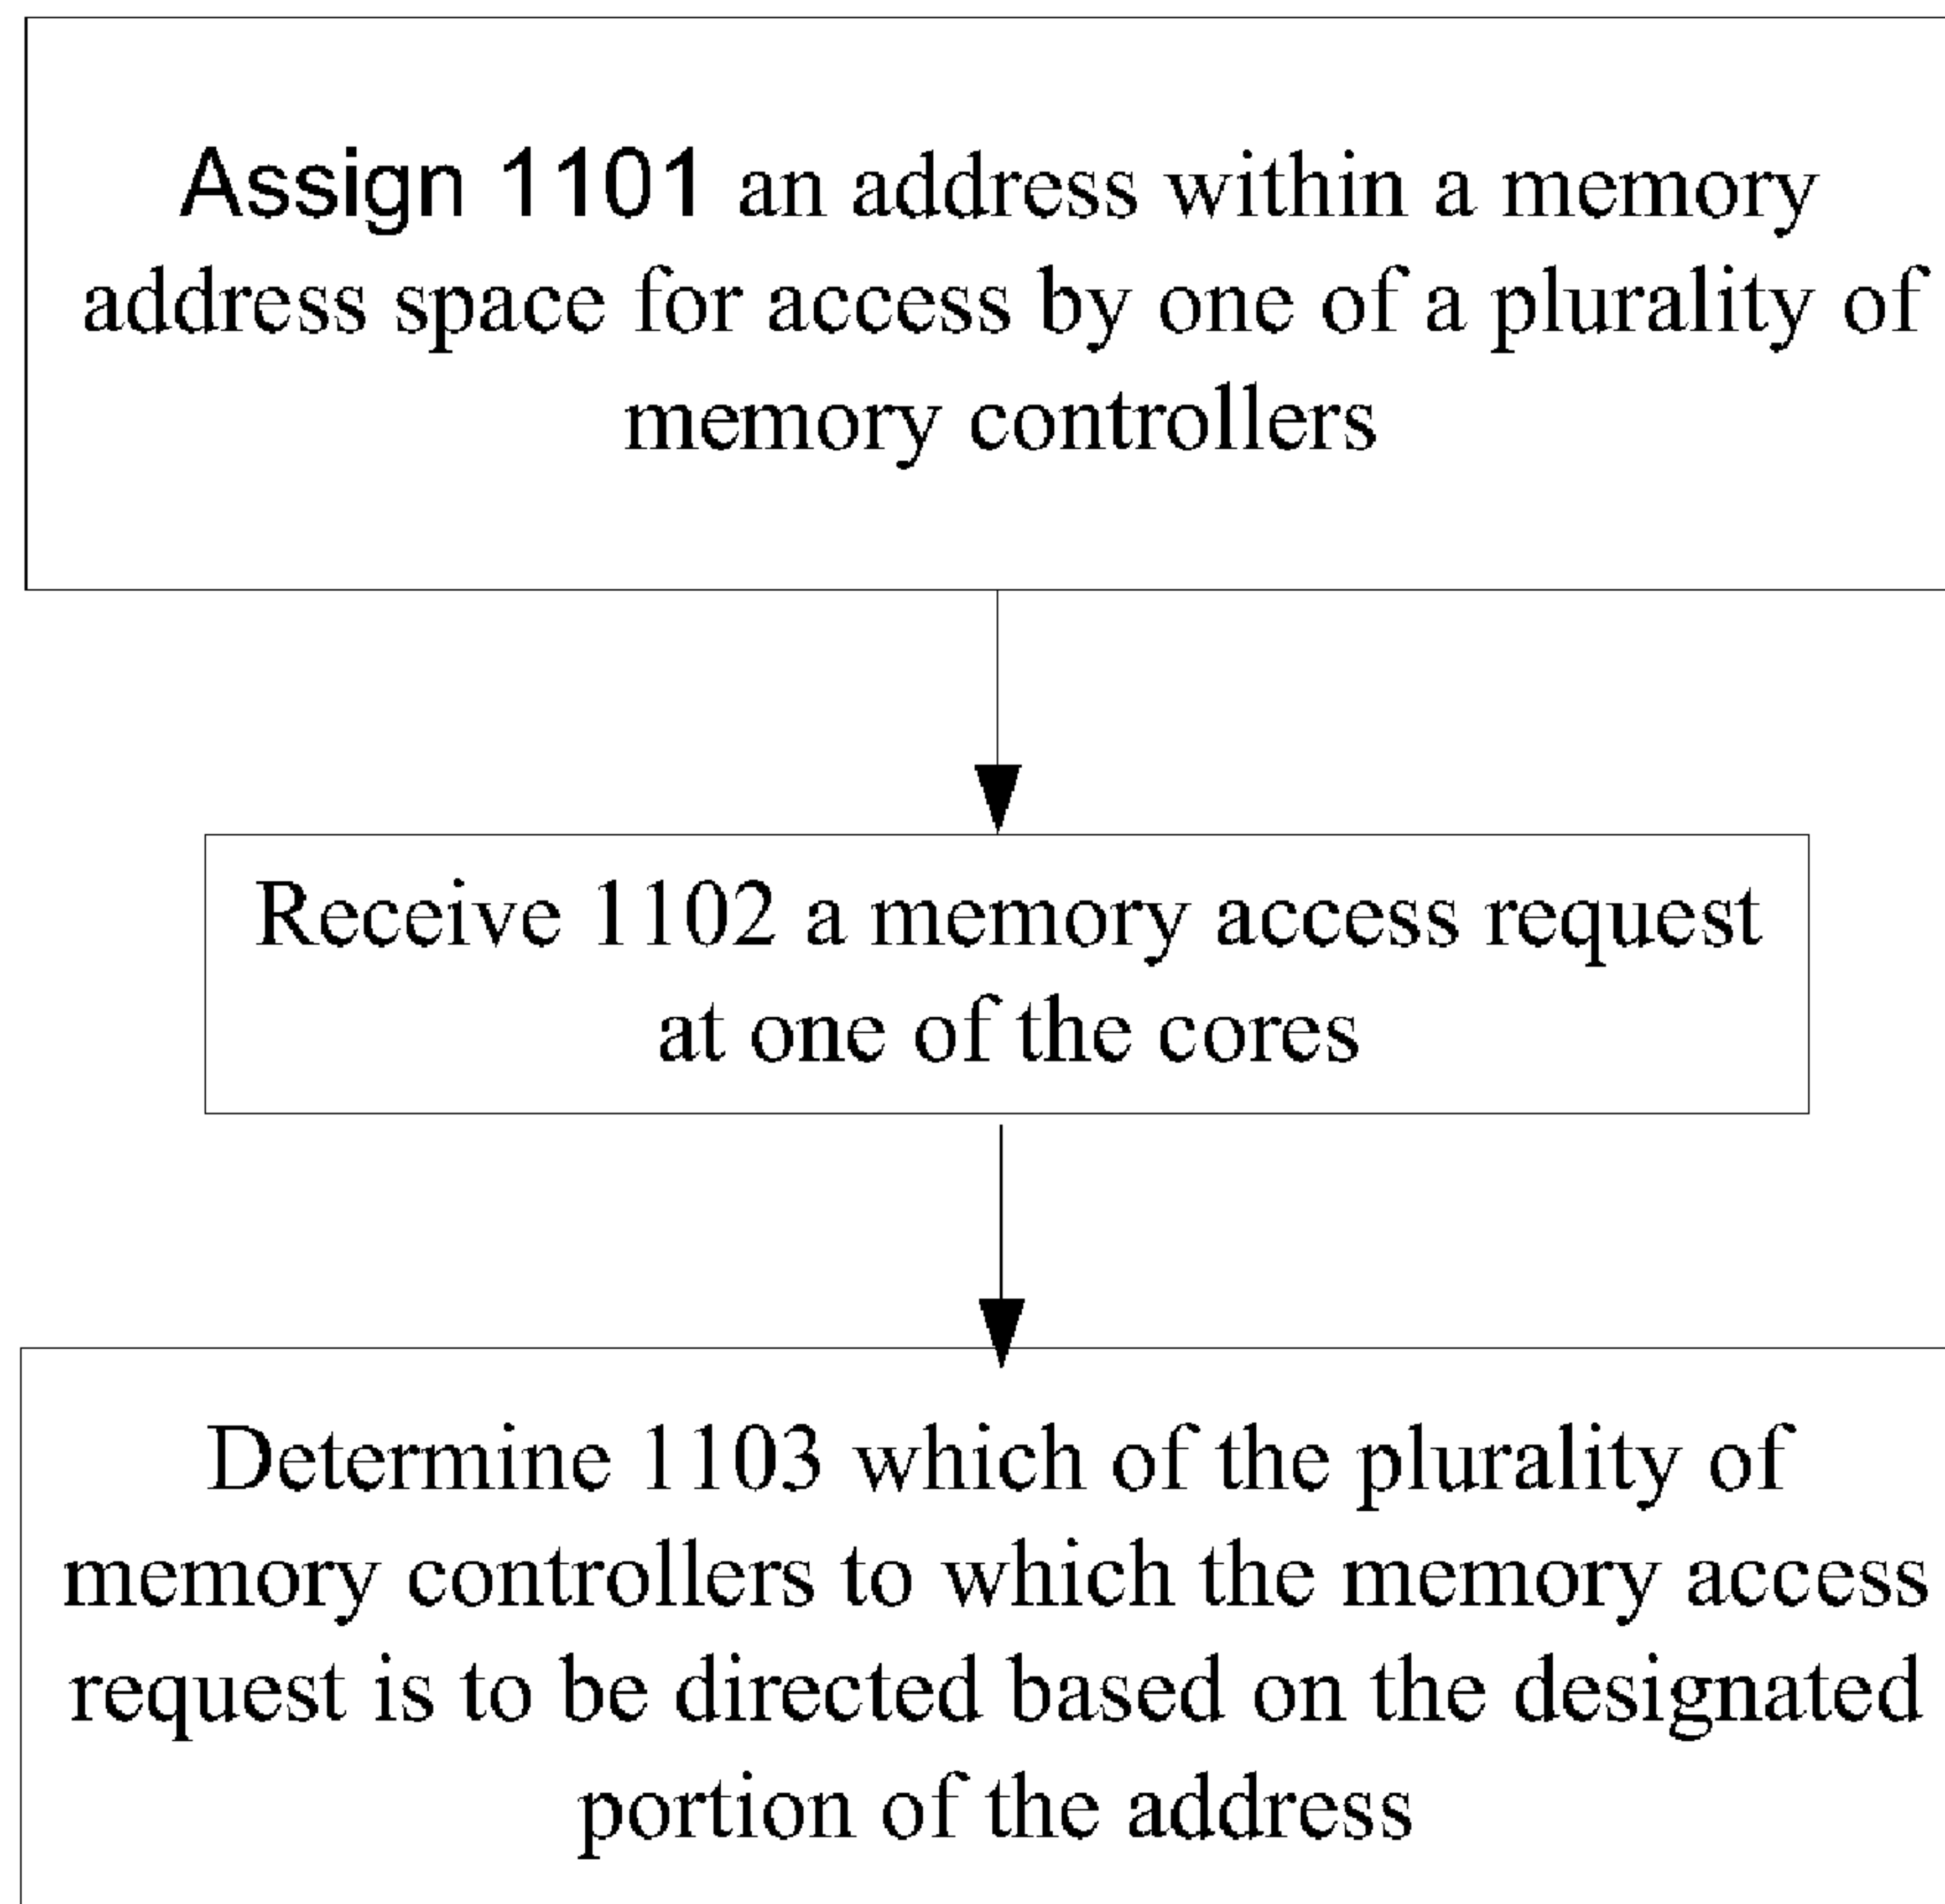 Assign 1101 an address within a memory
address space for access by one of a plurality of
memory controllers
Receive 1102 a memory access request
at one of the cores
Determine 1103 which of the plurality of
memory controllers to which the memory access
request is to be directed based on the designated
portion of the address